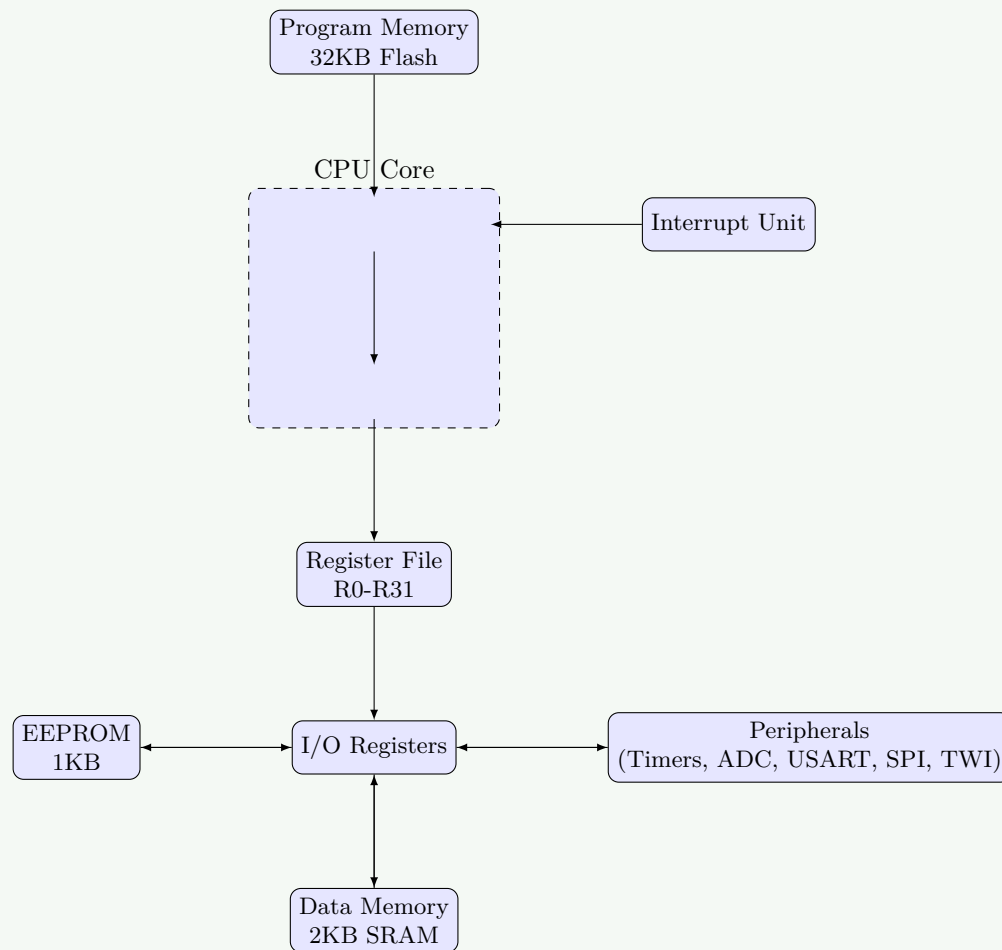 Program Memory
32KB Flash
CPU Core
Interrupt Unit
Register File
R0-R31
EEPROM
1KB
I/O Registers
Peripherals
(Timers, ADC, USART, SPI, TWI)
Data Memory
2KB SRAM